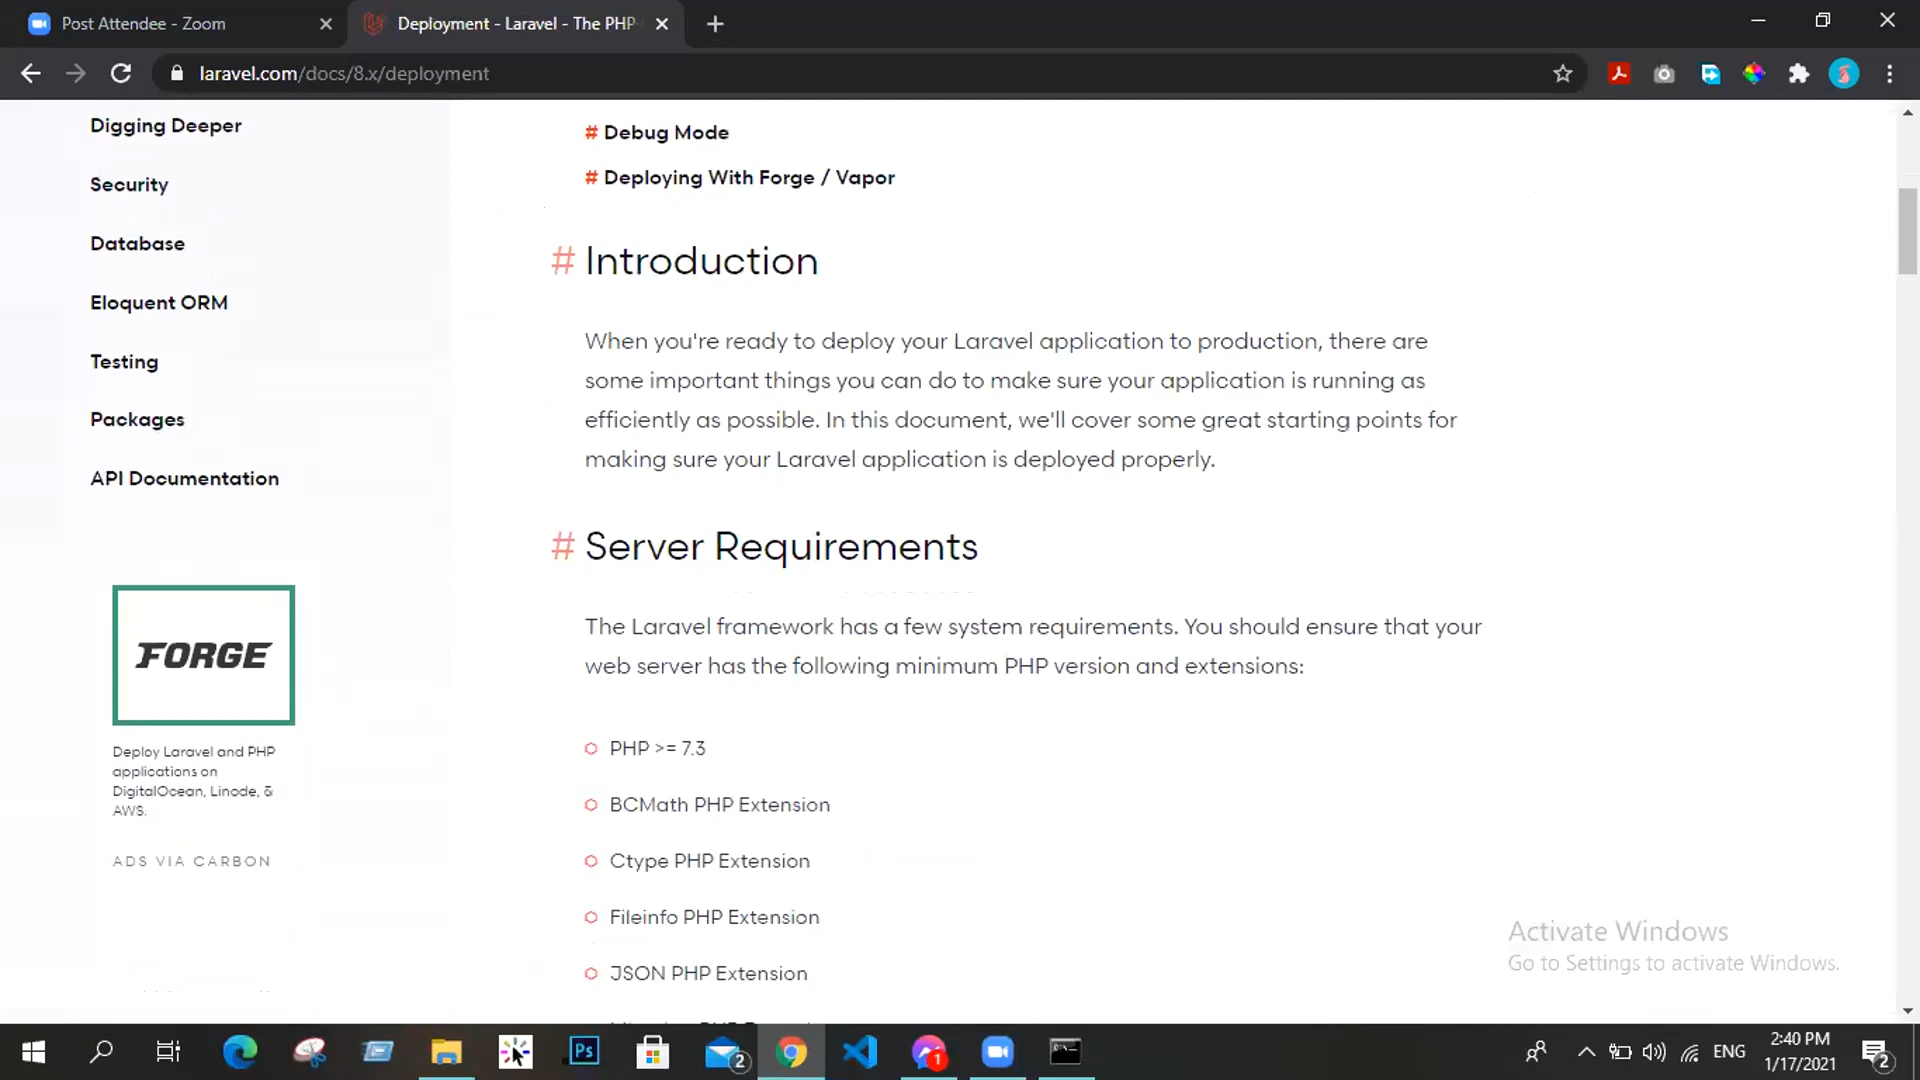 Post Attendee - Zoom
Deployment - Laravel - The PHP
laravel.com/docs/8.x/deployment
Digging Deeper
Security
Database
Eloquent ORM
Testing
Packages
API Documentation
FORGE
Deploy Laravel and PHP
applications on
DigitalOcean, Linode, &
AWS.
ADS VIA CARBON
# Debug Mode
# Deploying With Forge / Vapor
# Introduction
When you're ready to deploy your Laravel application to production, there are
some important things you can do to make sure your application is running as
efficiently as possible. In this document, we'll cover some great starting points for
making sure your Laravel application is deployed properly.
# Server Requirements
The Laravel framework has a few system requirements. You should ensure that your
web server has the following minimum PHP version and extensions:
PHP >= 7.3
BCMath PHP Extension
Ctype PHP Extension
Fileinfo PHP Extension
JSON PHP Extension
Activate Windows
Go to Settings to activate Windows.
Ps
2
1
ENG
2:40 PM
1/17/2021
2